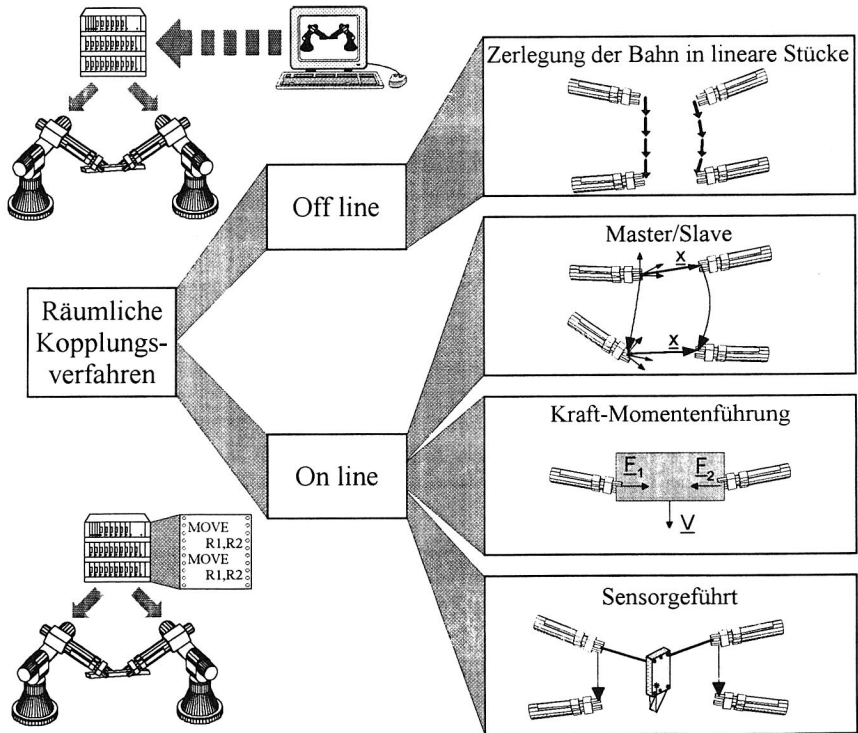 Zerlegung der Bahn in lineare Stücke
Off line
Master/Slave
x
x
Räumliche
Kopplungs-
verfahren
Kraft-Momentenführung
F1
F2
V
On line
MOVE
R1,R2
MOVE
R1,R2
Sensorgeführt